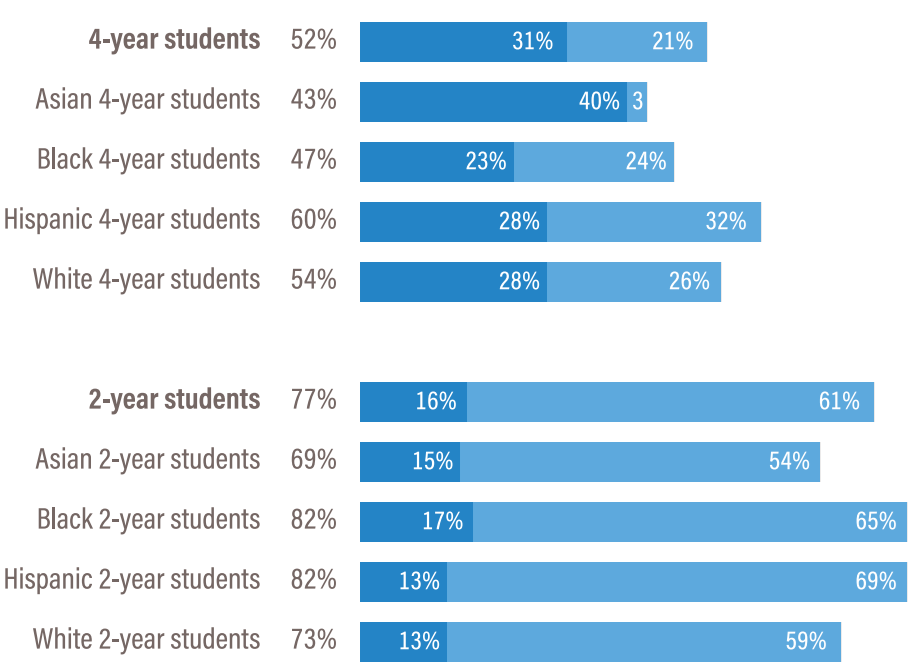 4-year students 52% 31% 21%
Asian 4-year students 43% 40% 3
Black 4-year students 47% 23% 24%
Hispanic 4-year students 60% 28% 32%
White 4-year students 54% 28% 26%
2-year students 77% 16% 61%
Asian 2-year students 69% 15% 54%
Black 2-year students 82% 17% 65%
Hispanic 2-year students 82% 13% 69%
White 2-year students 73% 13% 59%